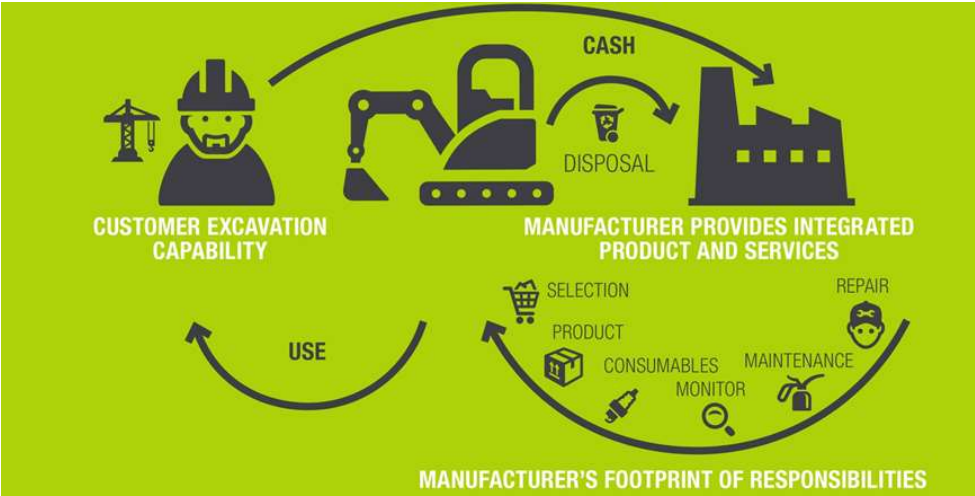 CASH
DISPOSAL
CUSTOMER EXCAVATION
CAPABILITY
MANUFACTURER PROVIDES INTEGRATED
PRODUCT AND SERVICES
USE
SELECTION
PRODUCT
CONSUMABLES
MONITOR
MAINTENANCE
REPAIR
MANUFACTURER'S FOOTPRINT OF RESPONSIBILITIES